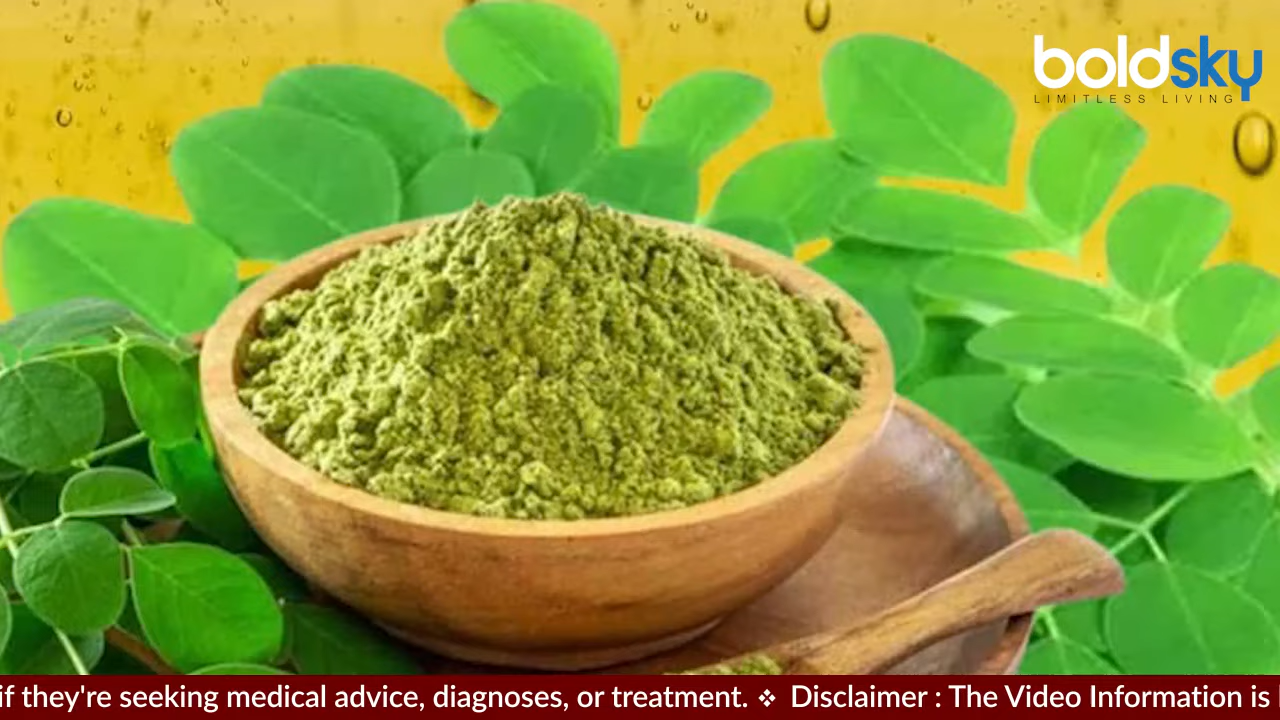 boldsky
LIMITLESS LIVING
if they're seeking medical advice, diagnoses, or treatment. ❖ Disclaimer : The Video Information is